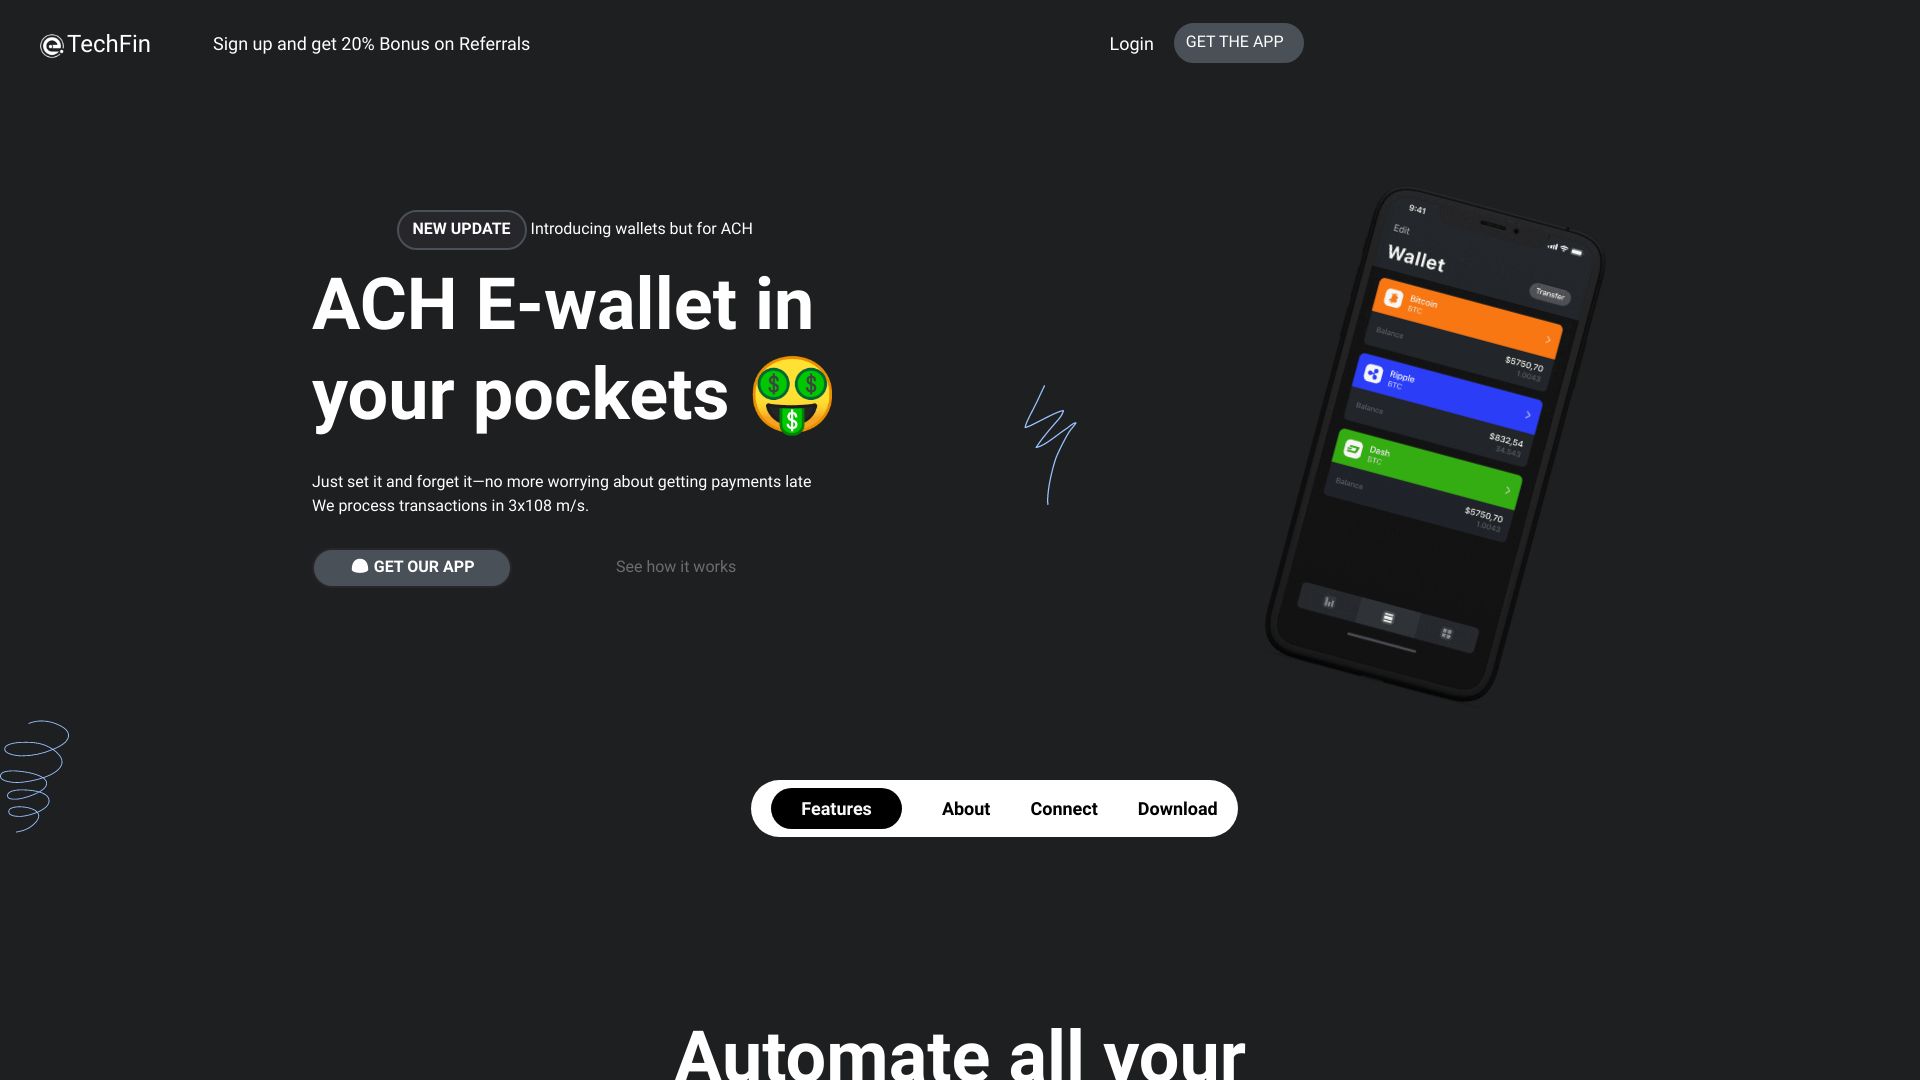 TechFin
Sign up and get 20% Bonus on Referrals
Login
GET THE APP
NEW UPDATE Introducing wallets but for ACH
ACH E-wallet in
your pockets
Just set it and forget it—no more worrying about getting payments late
We process transactions in 3x108 m/s.
GET OUR APP
See how it works
9:41
Edit
Wallet
Transfer
Bitcoin
BTC
Balance
$5750,70
1.0043
Ripple
BTC
Balance
$832,54
34.543
Dash
BTC
Balance
$5750,70
1.0043
Features
About
Connect
Download
Automate all your